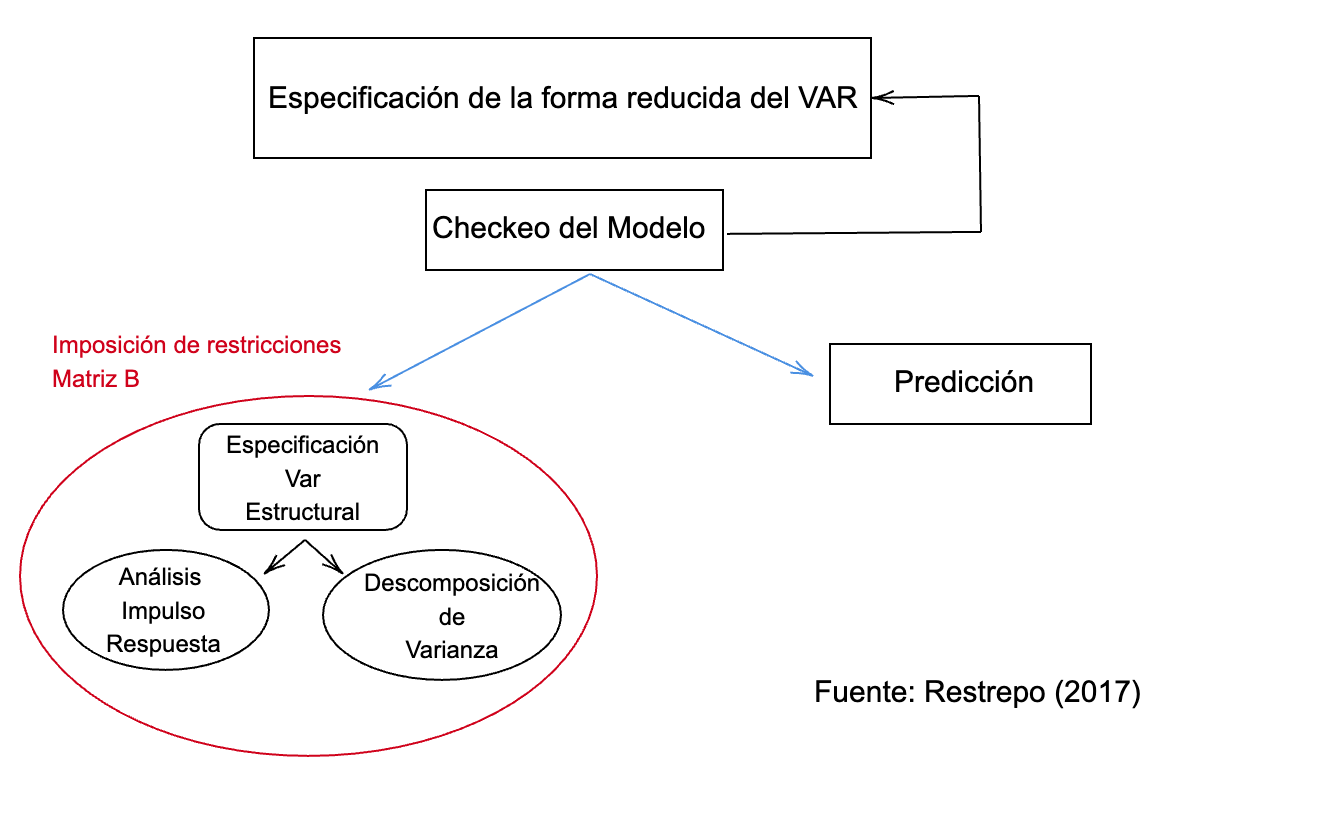 Especificación de la forma reducida del VAR
Checkeo del Modelo
Imposición de restricciones
Matriz B
Predicción
Especificación
Var
Estructural
Análisis
Impulso
Respuesta
Descomposición
de
Varianza
Fuente: Restrepo (2017)